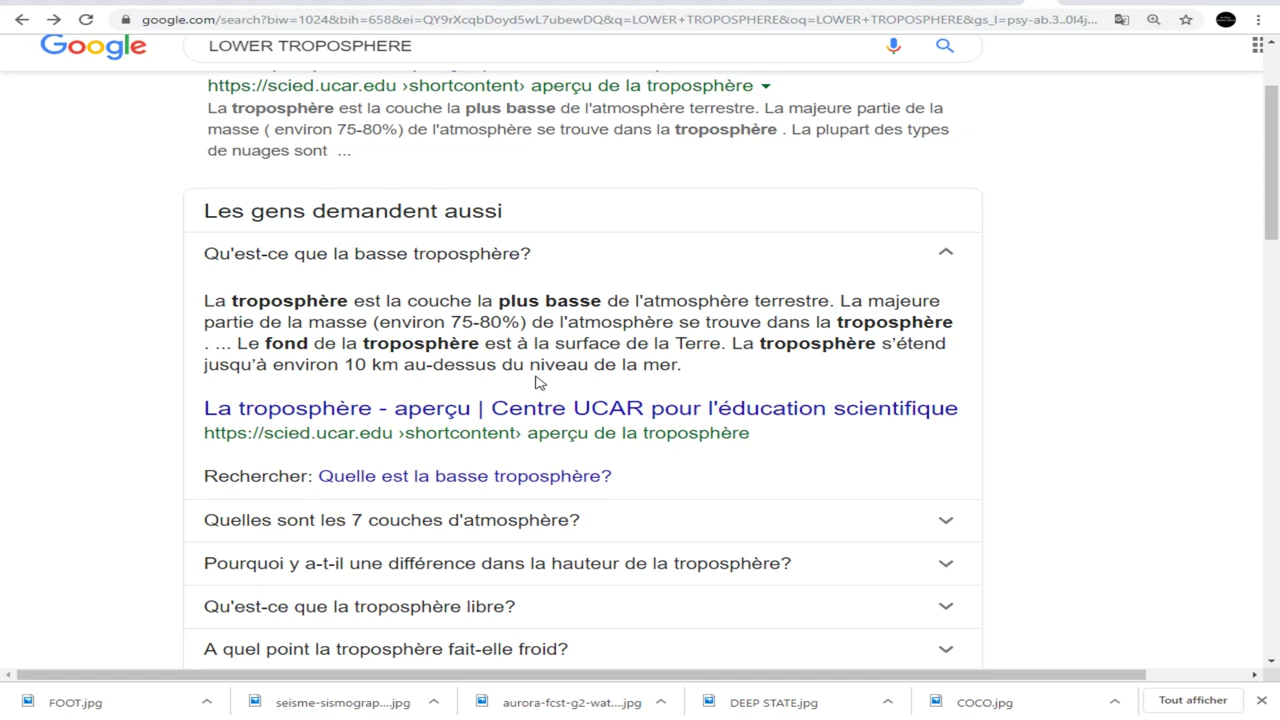 google.com/search?biw=1024&bih=658&ei=QY9rXcqbDoyd5wL7ubewDQ&q=LOWER+TROPOSPHERE&oq=LOWER+TROPOSPHERE&gs_l=psy-ab.3..0l4j...
Google
LOWER TROPOSPHERE
https://scied.ucar.edu ›shortcontent› aperçu de la troposphère
La troposphère est la couche la plus basse de l'atmosphère terrestre. La majeure partie de la
masse ( environ 75-80%) de l'atmosphère se trouve dans la troposphère . La plupart des types
de nuages sont ...
Les gens demandent aussi
Qu'est-ce que la basse troposphère?
La troposphère est la couche la plus basse de l'atmosphère terrestre. La majeure
partie de la masse (environ 75-80%) de l'atmosphère se trouve dans la troposphère
. ... Le fond de la troposphère est à la surface de la Terre. La troposphère s'étend
jusqu'à environ 10 km au-dessus du niveau de la mer.
La troposphère - aperçu | Centre UCAR pour l'éducation scientifique
https://scied.ucar.edu ›shortcontent› aperçu de la troposphère
Rechercher: Quelle est la basse troposphère?
Quelles sont les 7 couches d'atmosphère?
Pourquoi y a-t-il une différence dans la hauteur de la troposphère?
Qu'est-ce que la troposphère libre?
A quel point la troposphère fait-elle froid?
FOOT.jpg
seisme-sismograp...jpg
aurora-fcst-g2-wat...jpg
DEEP STATE.jpg
COCO.jpg
Tout afficher